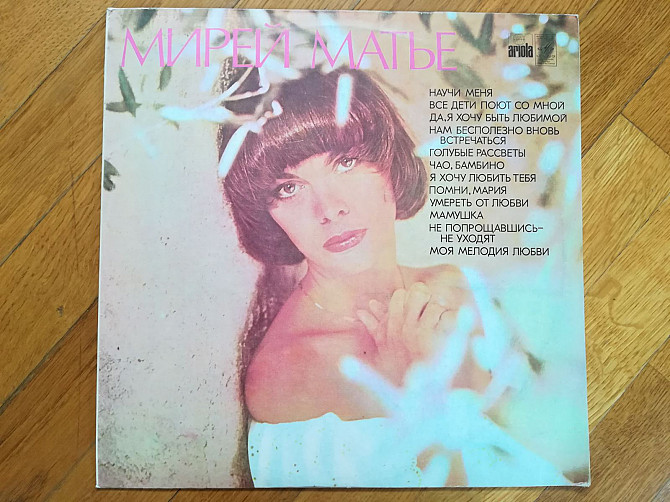 МИРЕЙ МАТЬЕ
ariola
НАУЧИ МЕНЯ
ВСЕ ДЕТИ ПОЮТ СО МНОЙ
ДА, Я ХОЧУ БЫТЬ ЛЮБИМОЙ
НАМ БЕСПОЛЕЗНО ВНОВЬ
ВСТРЕЧАТЬСЯ
ГОЛУБЫЕ РАССВЕТЫ
ЧАО, БАМБИНО
Я ХОЧУ ЛЮБИТЬ ТЕБЯ
ПОМНИ, МАРИЯ
УМЕРЕТЬ ОТ ЛЮБВИ
МАМУШКА
НЕ ПОПРОЩАВШИСЬ—
НЕ УХОДЯТ
МОЯ МЕЛОДИЯ ЛЮБВИ